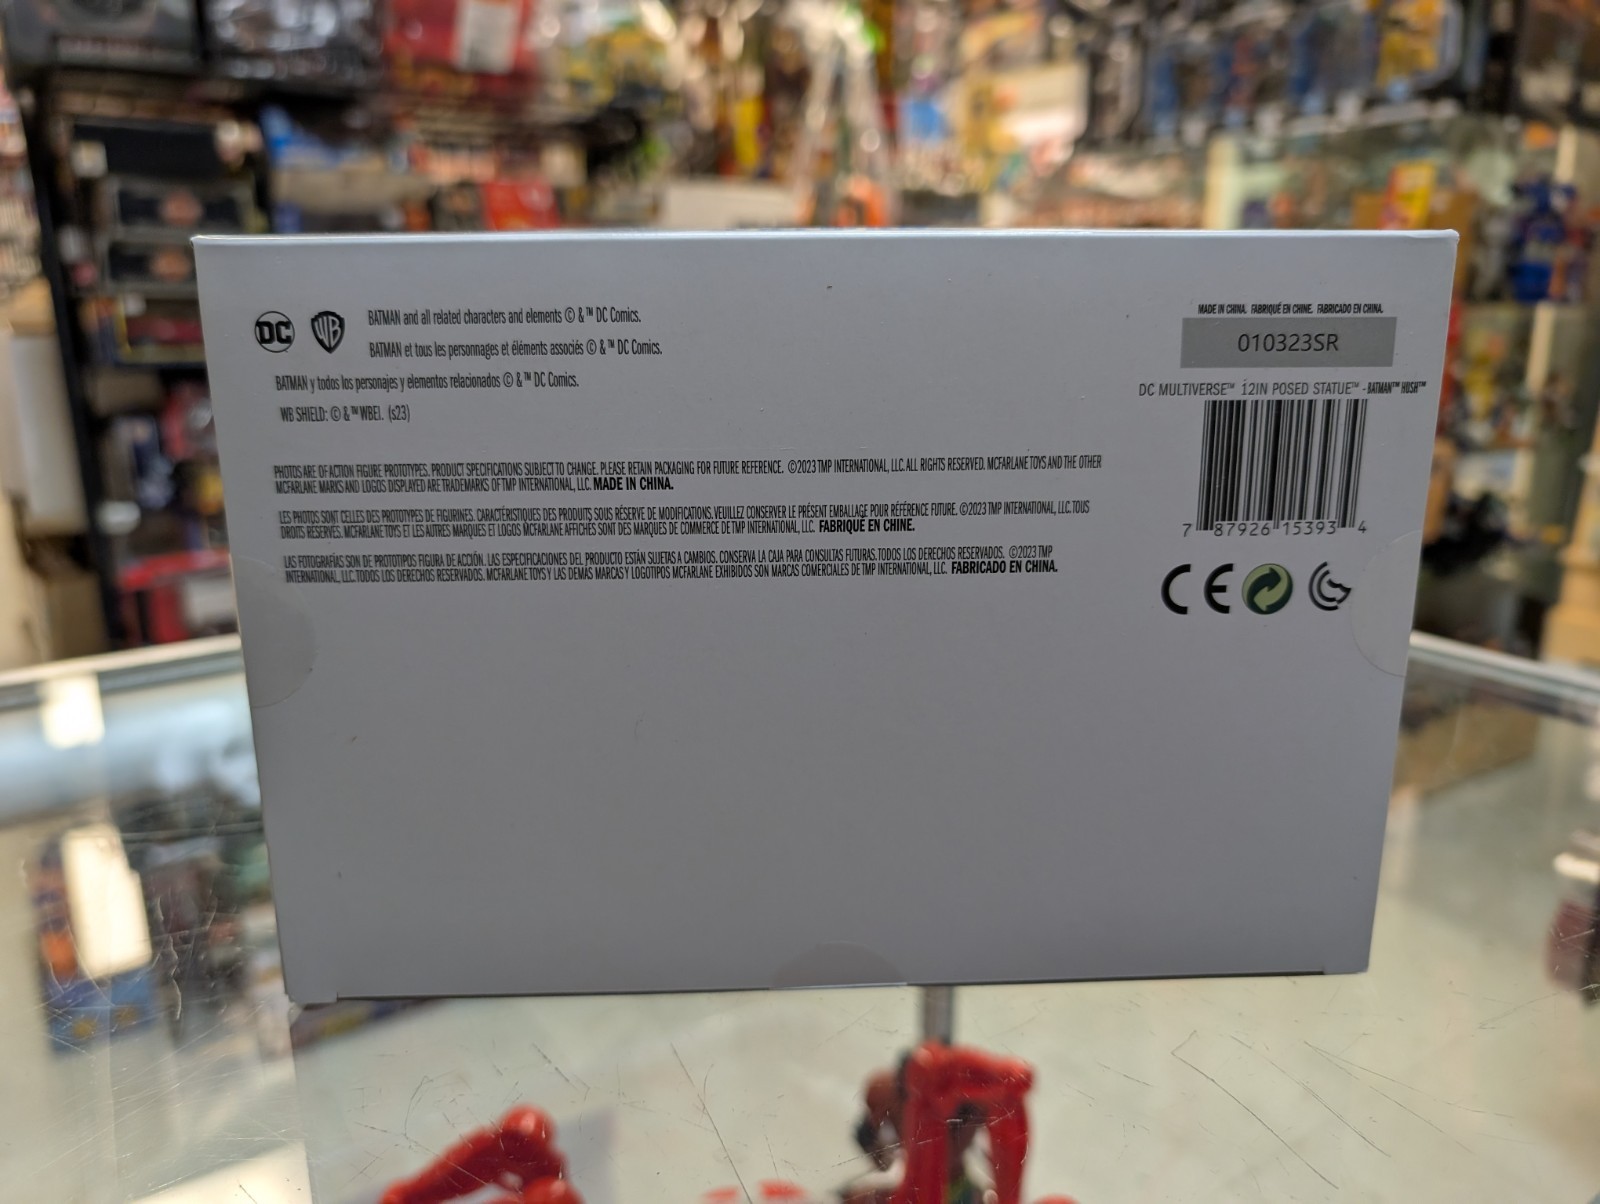 DC WB BATMAN and all related characters and elements © & ™ DC Comics.
BATMAN et tous les personnages et éléments associés © & ™ DC Comics.
BATMAN y todos los personajes y elementos relacionados © & ™ DC Comics.
WB SHIELD: © & ™ WBEI. (s23)
PHOTOS ARE OF ACTION FIGURE PROTOTYPES. PRODUCT SPECIFICATIONS SUBJECT TO CHANGE. PLEASE RETAIN PACKAGING FOR FUTURE REFERENCE. ©2023 TMP INTERNATIONAL, LLC. ALL RIGHTS RESERVED. MCFARLANE TOYS AND THE OTHER
MCFARLANE MARKS AND LOGOS DISPLAYED ARE TRADEMARKS OF TMP INTERNATIONAL, LLC. MADE IN CHINA.
LES PHOTOS SONT CELLES DES PROTOTYPES DE FIGURINES. CARACTÉRISTIQUES DES PRODUITS SOUS RÉSERVE DE MODIFICATIONS. VEUILLEZ CONSERVER LE PRÉSENT EMBALLAGE POUR RÉFÉRENCE FUTURE. ©2023 TMP INTERNATIONAL, LLC. TOUS
DROITS RÉSERVÉS. MCFARLANE TOYS ET LES AUTRES MARQUES ET LOGOS MCFARLANE AFFICHÉS SONT DES MARQUES DE COMMERCE DE TMP INTERNATIONAL, LLC. FABRIQUÉ EN CHINE.
LAS FOTOGRAFÍAS SON DE PROTOTIPOS FIGURA DE ACCIÓN. LAS ESPECIFICACIONES DEL PRODUCTO ESTÁN SUJETAS A CAMBIOS. CONSERVA LA CAJA PARA CONSULTAS FUTURAS. TODOS LOS DERECHOS RESERVADOS. ©2023 TMP
INTERNATIONAL, LLC. TODOS LOS DERECHOS RESERVADOS. MCFARLANE TOYS Y LAS DEMAS MARCAS Y LOGOTIPOS MCFARLANE EXHIBIDOS SON MARCAS COMERCIALES DE TMP INTERNATIONAL, LLC. FABRICADO EN CHINA.
MADE IN CHINA. FABRIQUÉ EN CHINE. FABRICADO EN CHINA.
010323SR
DC MULTIVERSE™ 12IN POSED STATUE™ - BATMAN™ HUSH™
7 87926 15393 4
CE